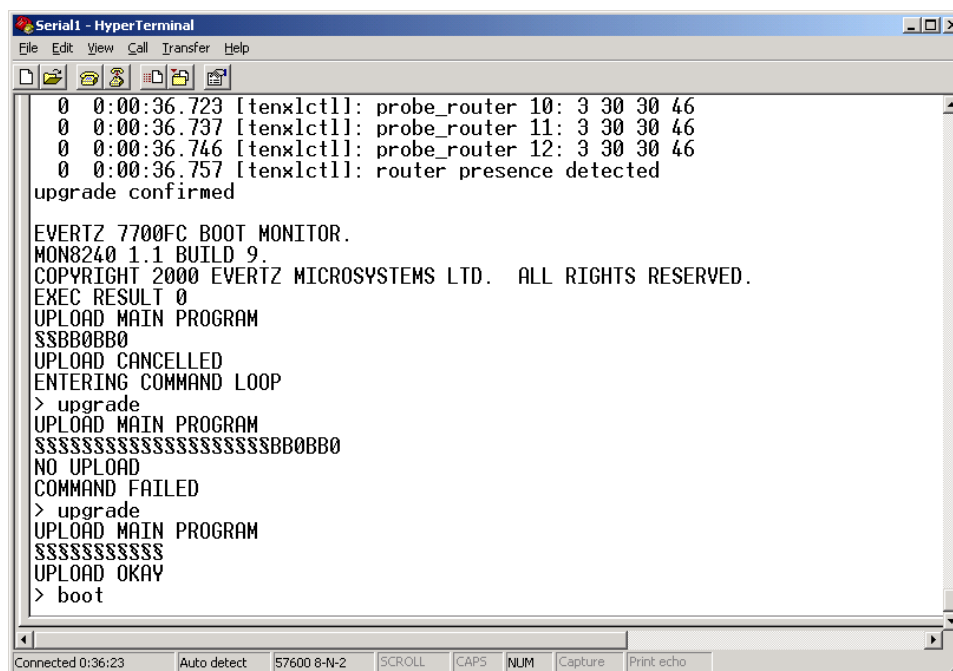 Serial1 - HyperTerminal
File Edit View Call Transfer Help
0 0:00:36.723 [tenxlctl]: probe_router 10: 3 30 30 46
0 0:00:36.737 [tenxlctl]: probe_router 11: 3 30 30 46
0 0:00:36.746 [tenxlctl]: probe_router 12: 3 30 30 46
0 0:00:36.757 [tenxlctl]: router presence detected
upgrade confirmed
EVERTZ 7700FC BOOT MONITOR.
MON8240 1.1 BUILD 9.
COPYRIGHT 2000 EVERTZ MICROSYSTEMS LTD. ALL RIGHTS RESERVED.
EXEC RESULT 0
UPLOAD MAIN PROGRAM
§§BB0BB0
UPLOAD CANCELLED
ENTERING COMMAND LOOP
> upgrade
UPLOAD MAIN PROGRAM
§§§§§§§§§§§§§§§§§§§§BB0BB0
NO UPLOAD
COMMAND FAILED
> upgrade
UPLOAD MAIN PROGRAM
§§§§§§§§§§§
UPLOAD OKAY
> boot
Connected 0:36:23 Auto detect 57600 8-N-2 SCROLL CAPS NUM Capture Print echo